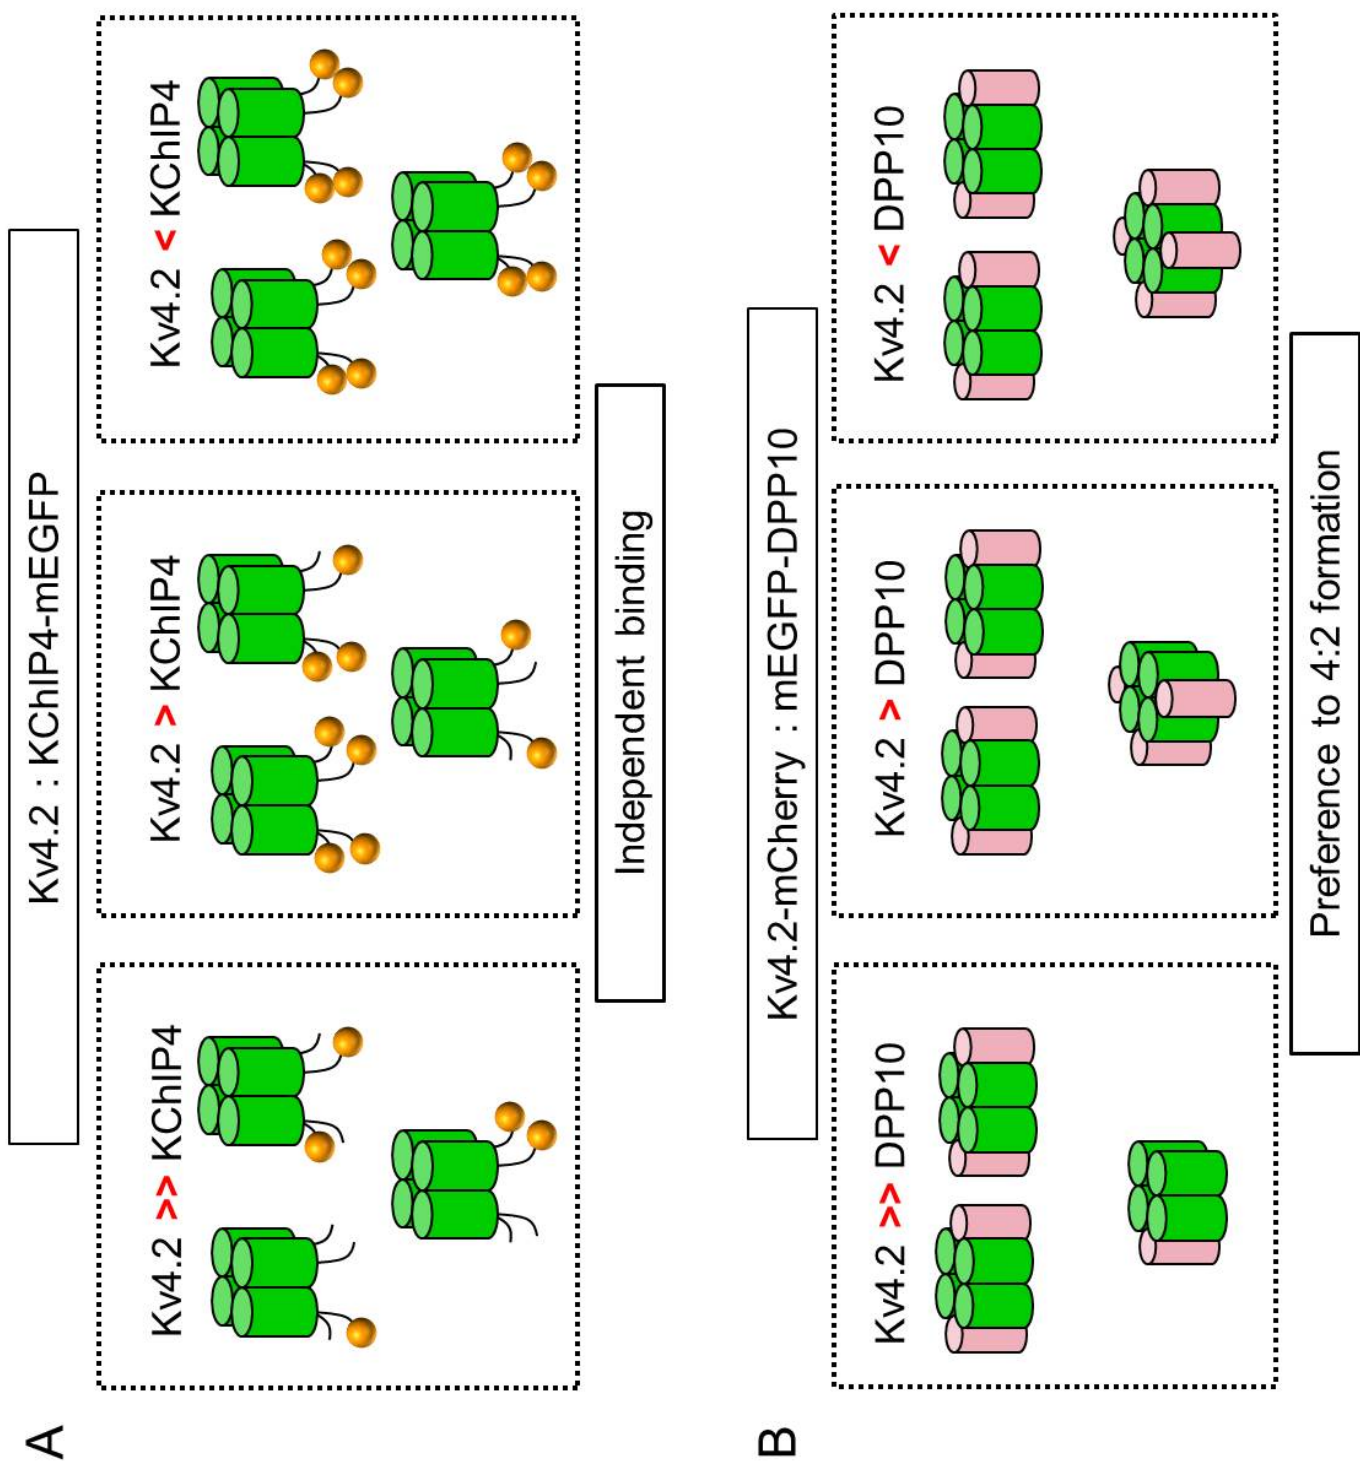 A
Kv4.2 : KChIP4-mEGFP
Kv4.2 >> KChIP4
Kv4.2 > KChIP4
Kv4.2 < KChIP4
Independent binding
B
Kv4.2-mCherry : mEGFP-DPP10
Kv4.2 >> DPP10
Kv4.2 > DPP10
Kv4.2 < DPP10
Preference to 4:2 formation